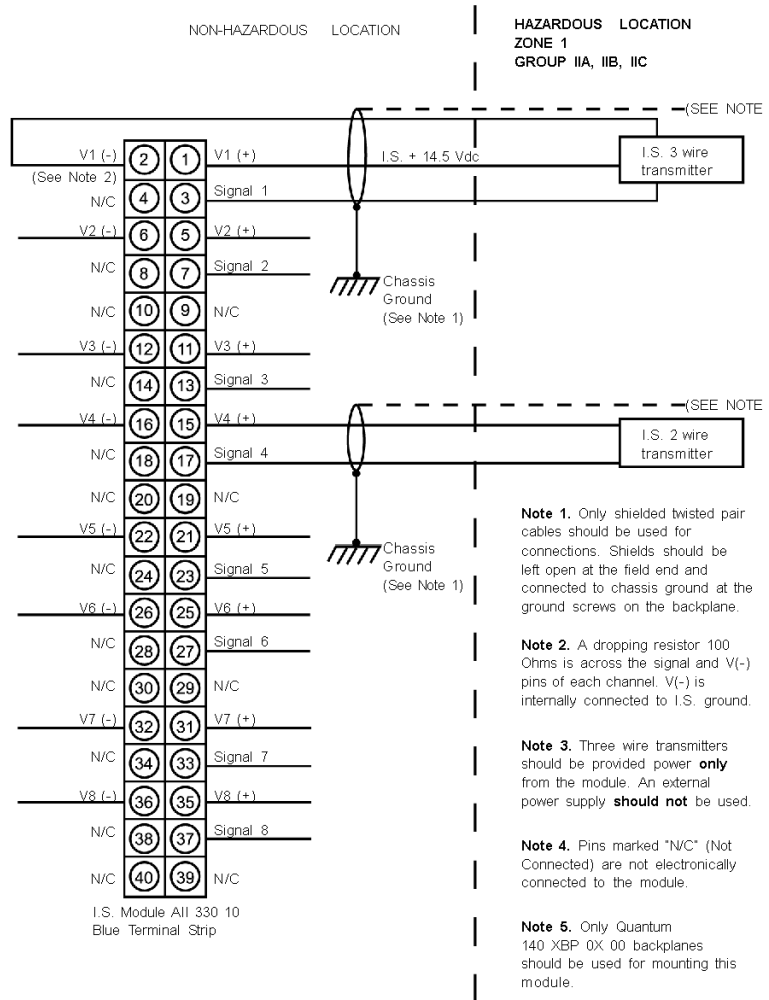 NON-HAZARDOUS LOCATION
HAZARDOUS LOCATION
ZONE 1
GROUP IIA, IIB, IIC
(SEE NOTE
V1 (-) 2 1 V1 (+) I.S. + 14.5 Vdc
I.S. 3 wire
transmitter
(See Note 2)
N/C 4 3 Signal 1
V2 (-) 6 5 V2 (+)
N/C 8 7 Signal 2
Chassis
Ground
(See Note 1)
N/C 10 9 N/C
V3 (-) 12 11 V3 (+)
N/C 14 13 Signal 3
(SEE NOTE
V4 (-) 16 15 V4 (+)
I.S. 2 wire
transmitter
N/C 18 17 Signal 4
N/C 20 19 N/C
V5 (-) 22 21 V5 (+)
Chassis
Ground
(See Note 1)
N/C 24 23 Signal 5
V6 (-) 26 25 V6 (+)
N/C 28 27 Signal 6
N/C 30 29 N/C
V7 (-) 32 31 V7 (+)
N/C 34 33 Signal 7
V8 (-) 36 35 V8 (+)
N/C 38 37 Signal 8
N/C 40 39 N/C
I.S. Module AII 330 10
Blue Terminal Strip
Note 1. Only shielded twisted pair
cables should be used for
connections. Shields should be
left open at the field end and
connected to chassis ground at the
ground screws on the backplane.
Note 2. A dropping resistor 100
Ohms is across the signal and V(-)
pins of each channel. V(-) is
internally connected to I.S. ground.
Note 3. Three wire transmitters
should be provided power only
from the module. An external
power supply should not be used.
Note 4. Pins marked "N/C" (Not
Connected) are not electronically
connected to the module.
Note 5. Only Quantum
140 XBP 0X 00 backplanes
should be used for mounting this
module.